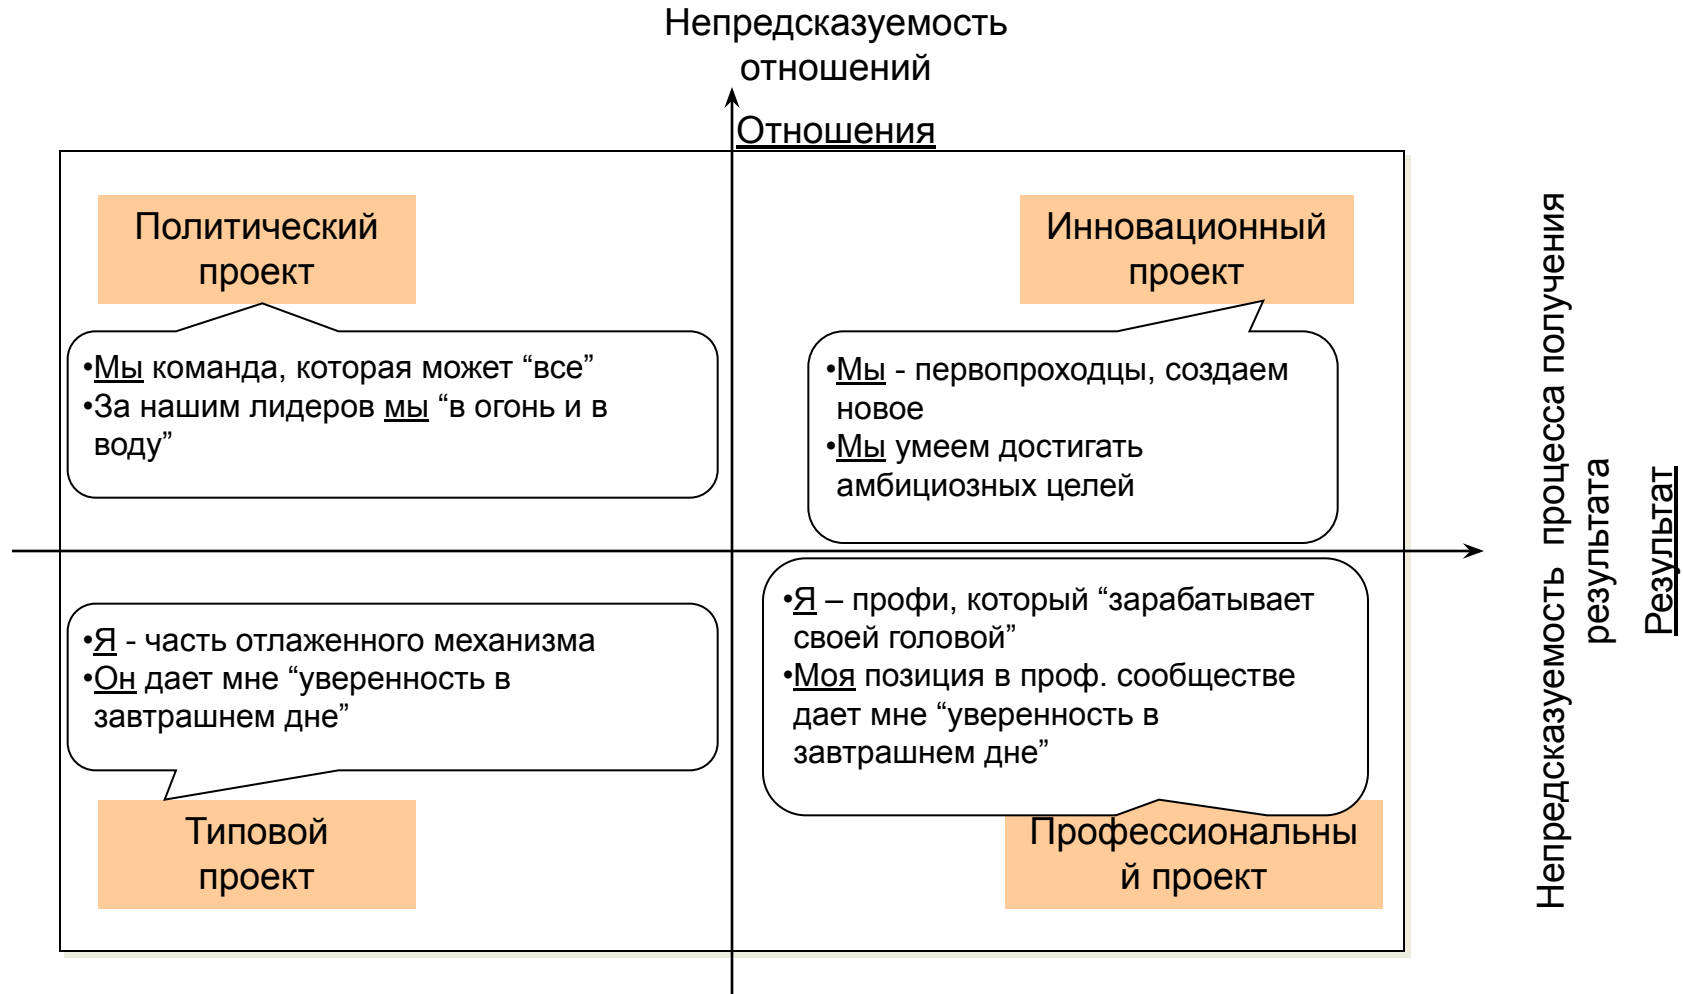 Непредсказуемость
отношений
Отношения
Политический
проект
•Мы команда, которая может “все”
•За нашим лидеров мы “в огонь и в
воду”
Инновационный
проект
•Мы - первопроходцы, создаем
новое
•Мы умеем достигать
амбициозных целей
•Я - часть отлаженного механизма
•Он дает мне “уверенность в
завтрашнем дне”
Типовой
проект
•Я – профи, который “зарабатывает
своей головой”
•Моя позиция в проф. сообществе
дает мне “уверенность в
завтрашнем дне”
Профессиональны
й проект
Непредсказуемость процесса получения
результата
Результат